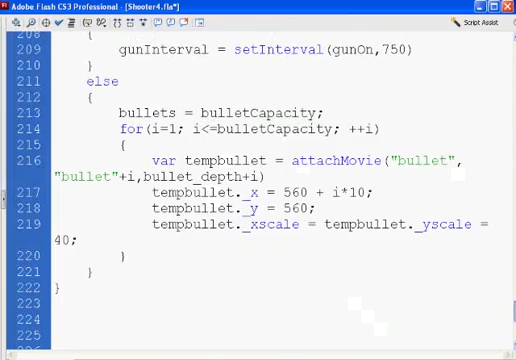 Adobe Flash CS3 Professional - [Shooter4.fla*]
Script Assist
208 {
209 gunInterval = setInterval(gunOn,750)
210 }
211 else
212 {
213 bullets = bulletCapacity;
214 for(i=1; i<=bulletCapacity; ++i)
215 {
216 var tempbullet = attachMovie("bullet",
"bullet"+i,bullet_depth+i)
217 tempbullet._x = 560 + i*10;
218 tempbullet._y = 560;
219 tempbullet._xscale = tempbullet._yscale =
40;
220 }
221 }
222 }
223
224
225